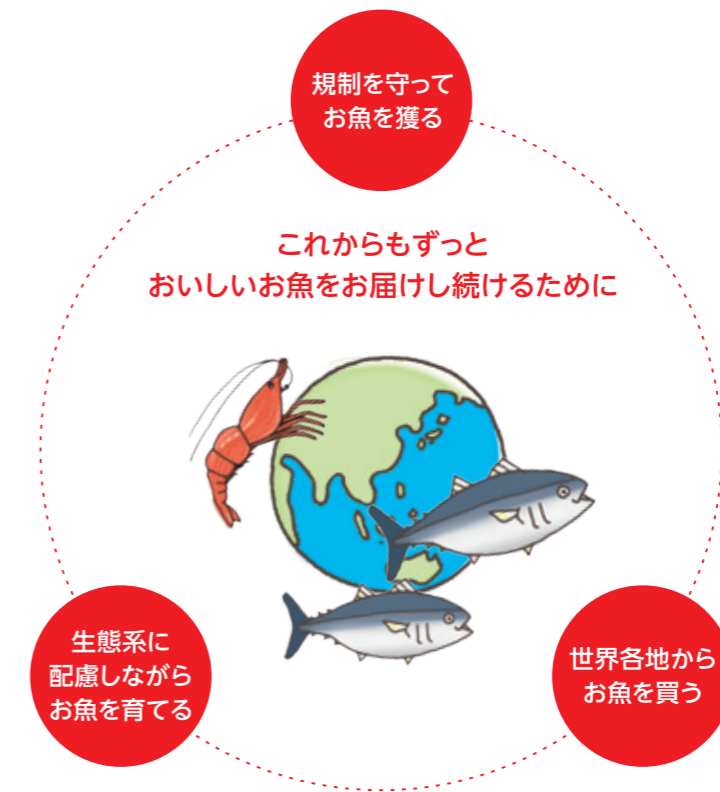 規制を守って
お魚を獲る
これからもずっと
おいしいお魚をお届けし続けるために
生態系に
配慮しながら
お魚を育てる
世界各地から
お魚を買う